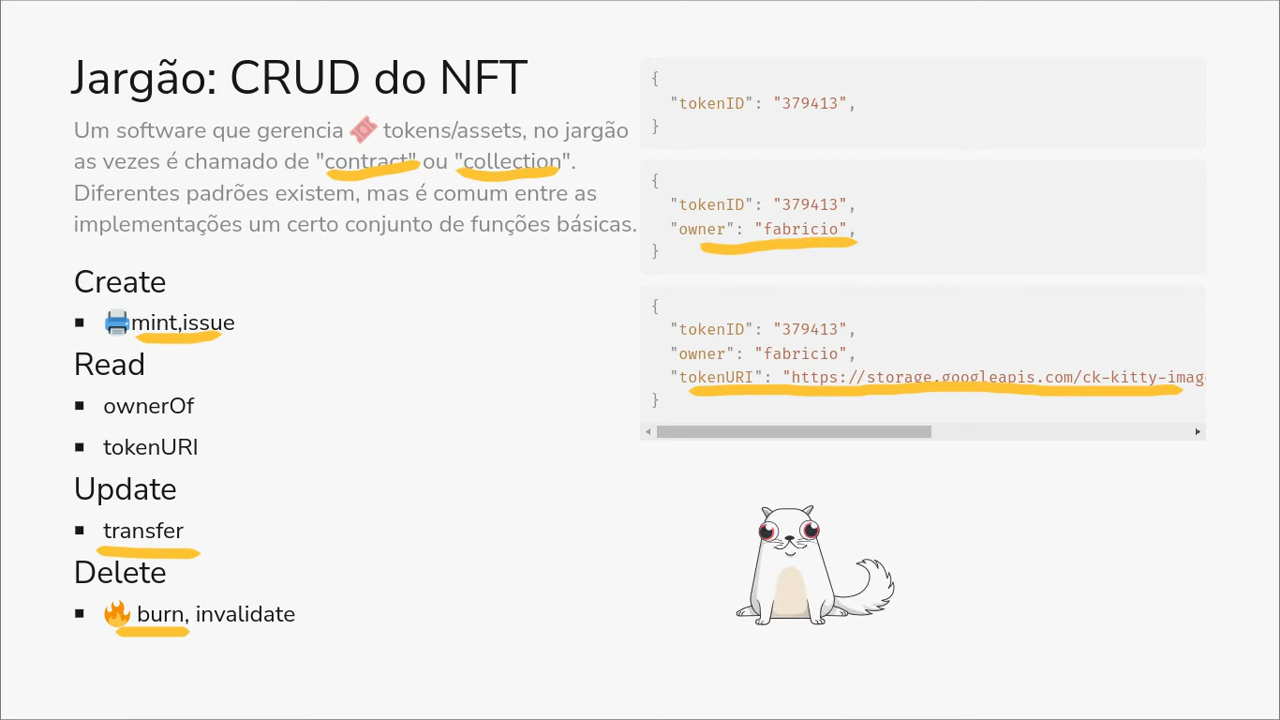 Jargão: CRUD do NFT
Um software que gerencia 🎟️ tokens/assets, no jargão
as vezes é chamado de "contract" ou "collection".
Diferentes padrões existem, mas é comum entre as
implementações um certo conjunto de funções básicas.
Create
▪ 🖨️mint,issue
Read
▪ ownerOf
▪ tokenURI
Update
▪ transfer
Delete
▪ 🔥 burn, invalidate
{
"tokenID": "379413",
}
{
"tokenID": "379413",
"owner": "fabricio",
}
{
"tokenID": "379413",
"owner": "fabricio",
"tokenURI": "https://storage.googleapis.com/ck-kitty-imag
}